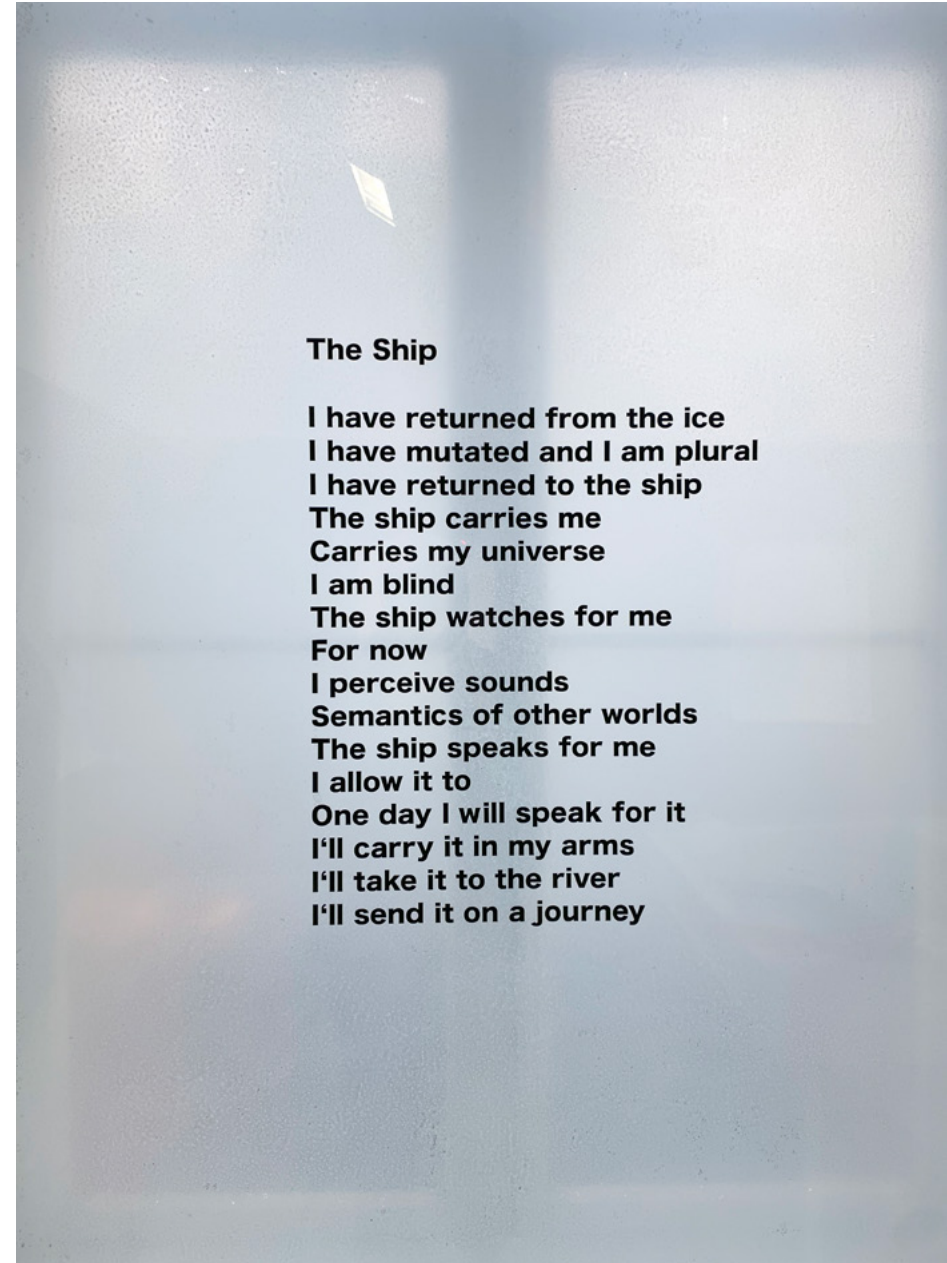 The Ship
I have returned from the ice
I have mutated and I am plural
I have returned to the ship
The ship carries me
Carries my universe
I am blind
The ship watches for me
For now
I perceive sounds
Semantics of other worlds
The ship speaks for me
I allow it to
One day I will speak for it
I‘ll carry it in my arms
I‘ll take it to the river
I‘ll send it on a journey